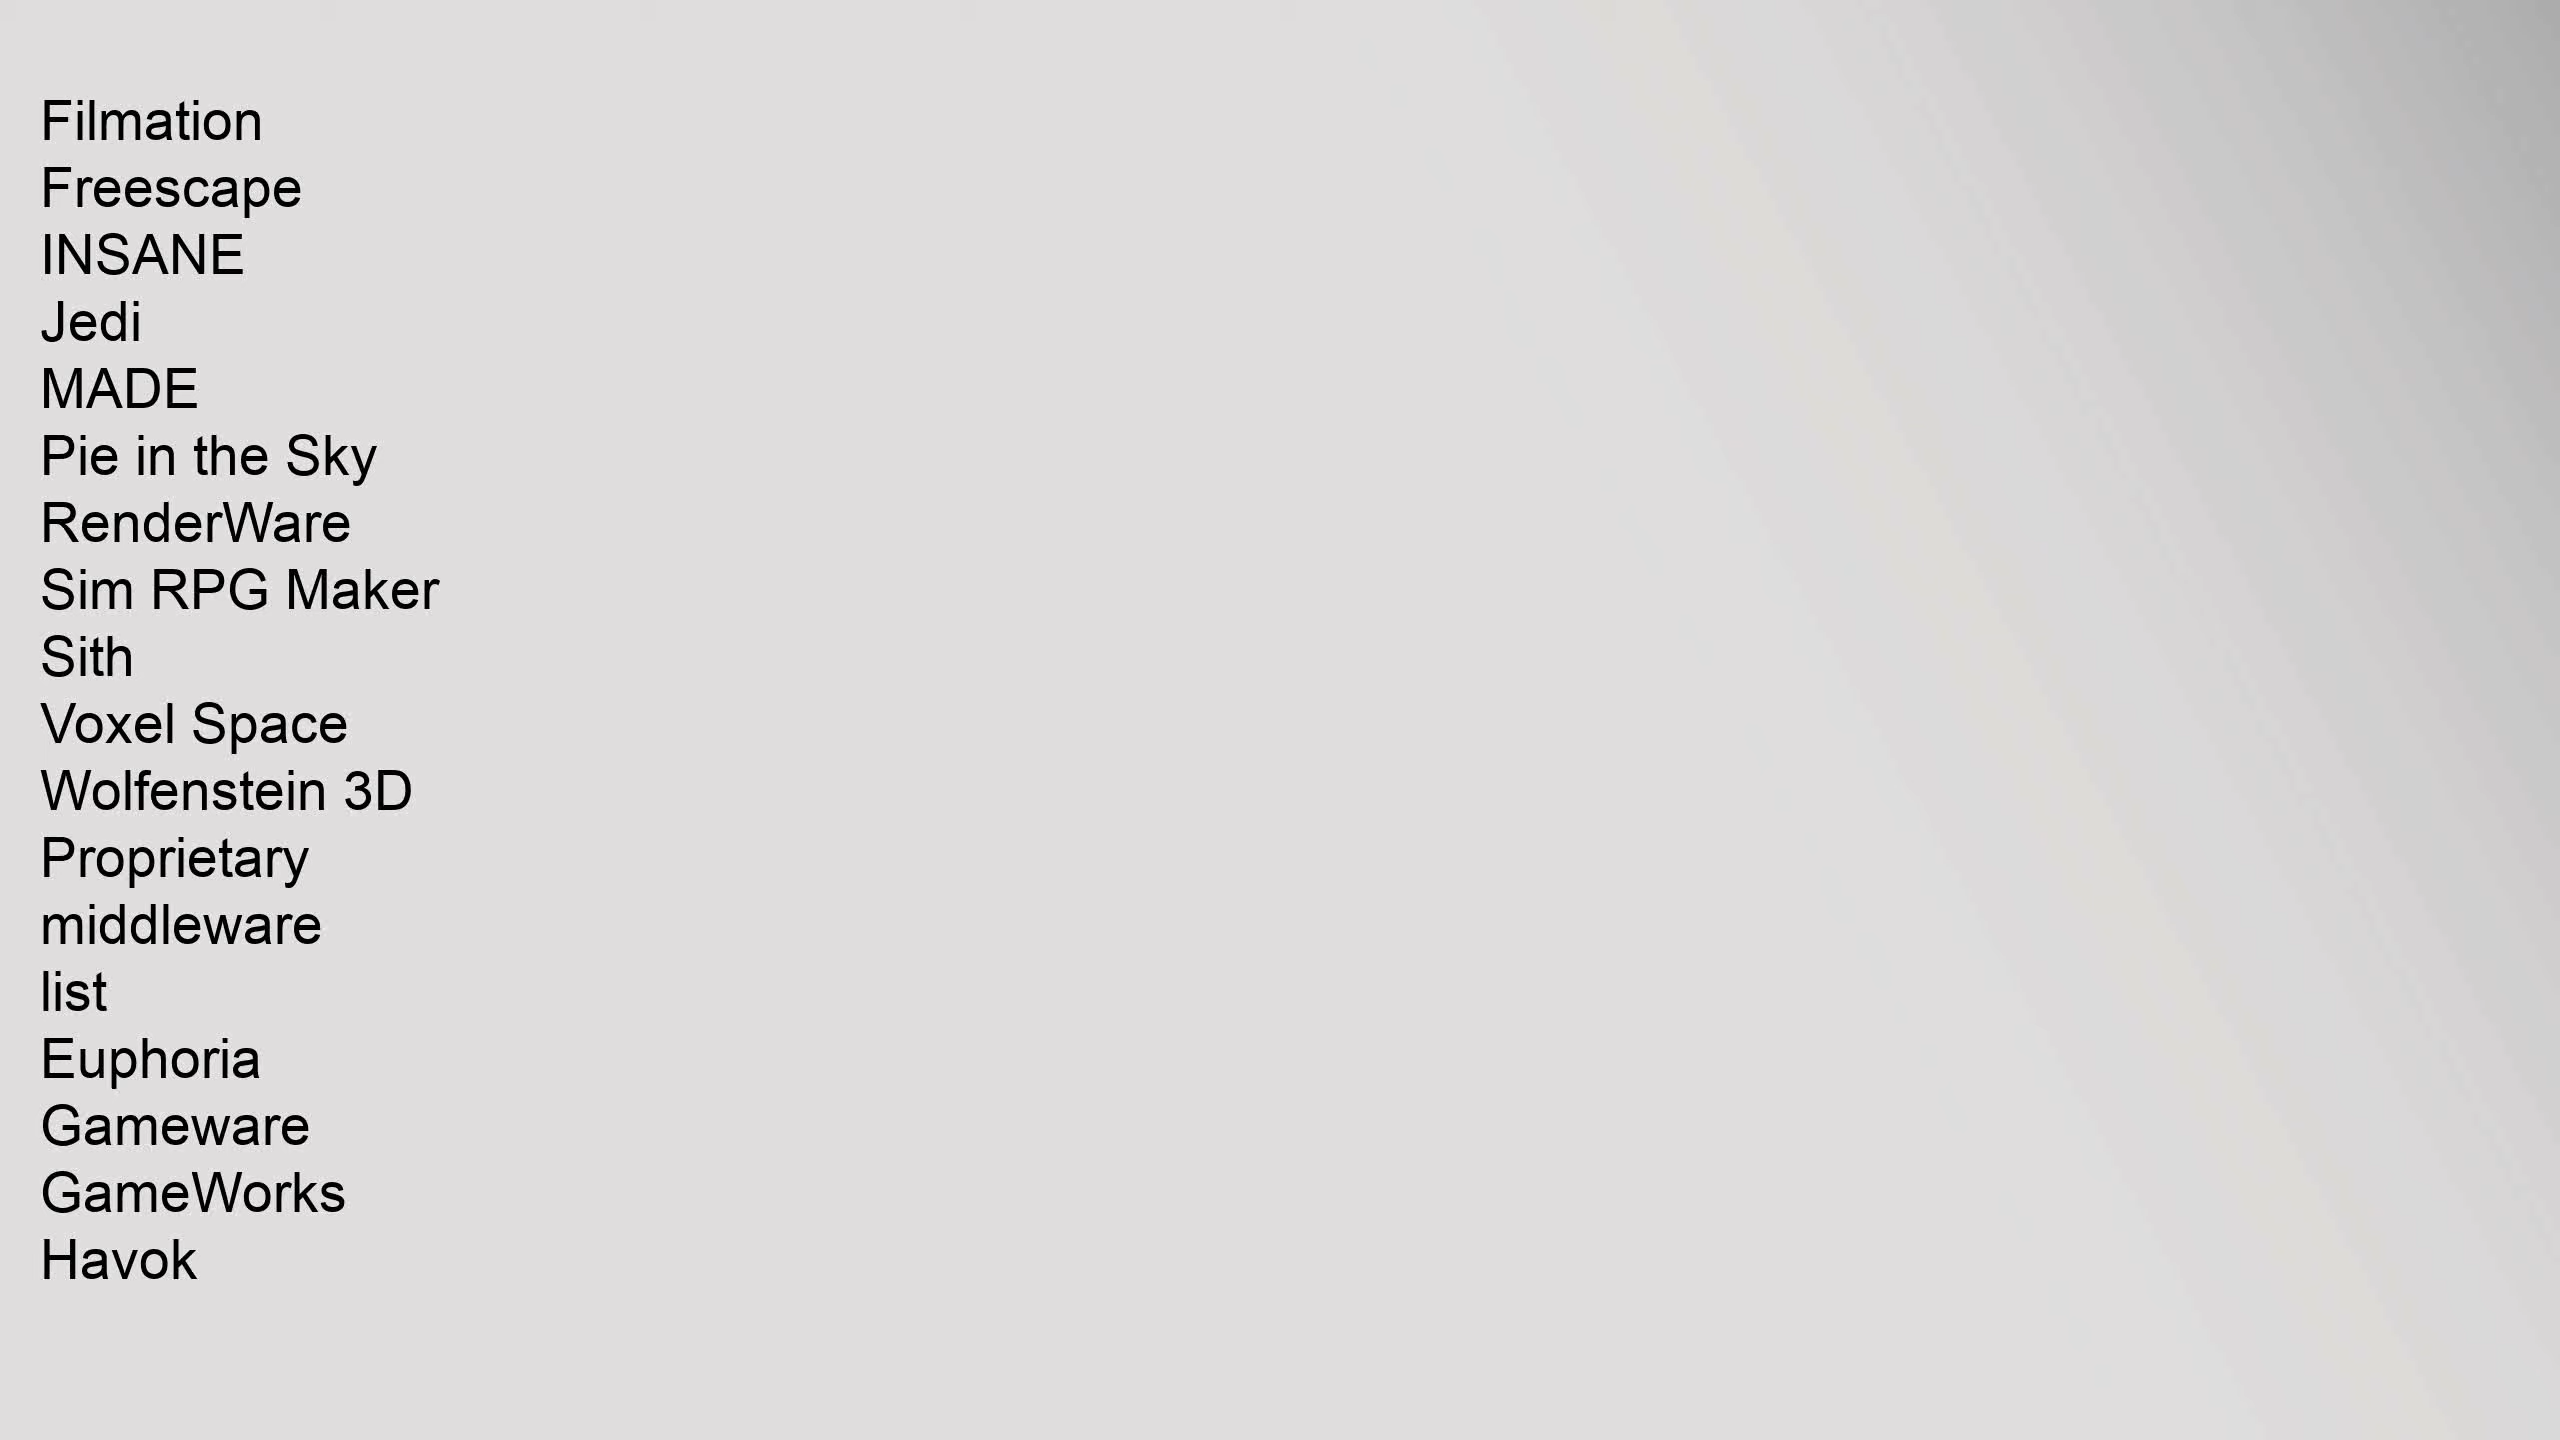 Filmation
Freescape
INSANE
Jedi
MADE
Pie in the Sky
RenderWare
Sim RPG Maker
Sith
Voxel Space
Wolfenstein 3D
Proprietary
middleware
list
Euphoria
Gameware
GameWorks
Havok